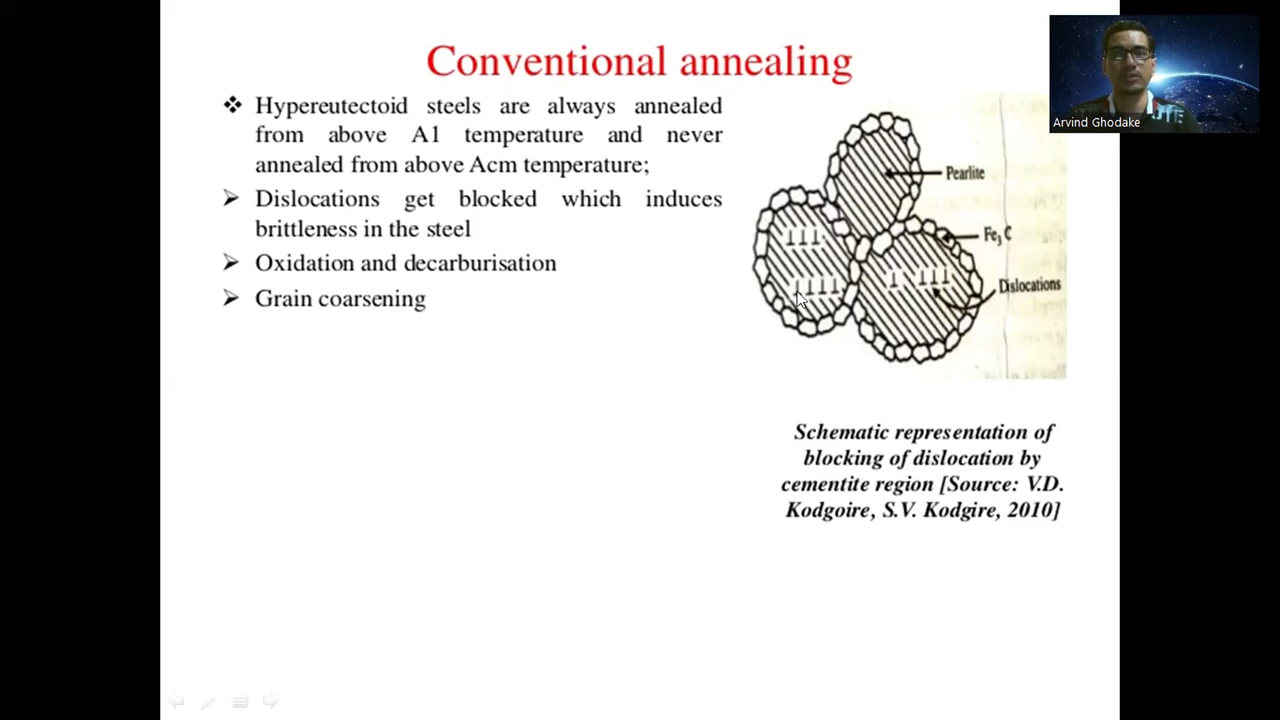 Conventional annealing
❖ Hypereutectoid steels are always annealed
from above A1 temperature and never
annealed from above Acm temperature;
➢ Dislocations get blocked which induces
brittleness in the steel
➢ Oxidation and decarburisation
➢ Grain coarsening
Arvind Ghodake
Pearlite
Fe3 C
Dislocations
Schematic representation of
blocking of dislocation by
cementite region [Source: V.D.
Kodgoire, S.V. Kodgire, 2010]